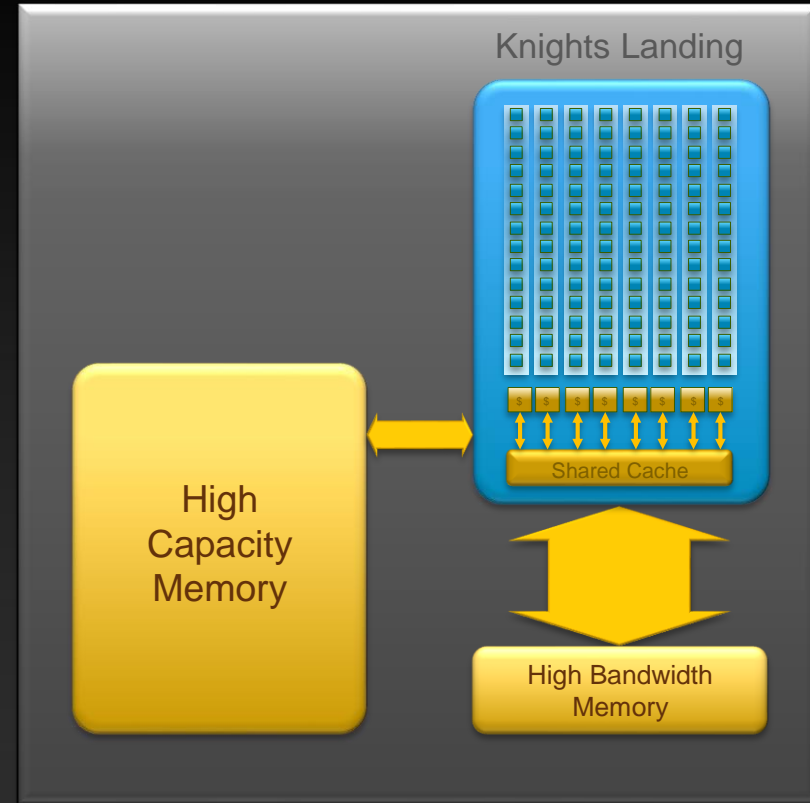 Knights Landing
$ $ $ $ $ $ $ $
Shared Cache
High
Capacity
Memory
High Bandwidth
Memory